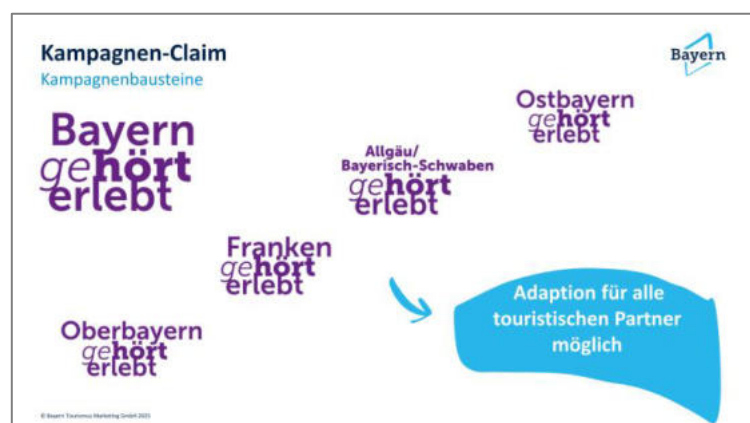 Kampagnen-Claim
Kampagnenbausteine
Bayern
Bayern
gehört
erlebt
Ostbayern
gehört
erlebt
Allgäu/
Bayerisch-Schwaben
gehört
erlebt
Franken
gehört
erlebt
Oberbayern
gehört
erlebt
Adaption für alle
touristischen Partner
möglich
© Bayern Tourismus Marketing GmbH 2025